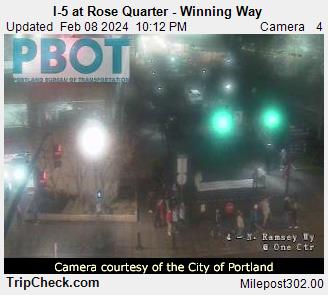 I-5 at Rose Quarter - Winning Way
Updated Feb 08 2024 10:12 PM Camera 4
PBOT
PORTLAND BUREAU OF TRANSPORTATION
4 - N. Ramsey Wy
@ One Ctr
Camera courtesy of the City of Portland
TripCheck.com Milepost302.00